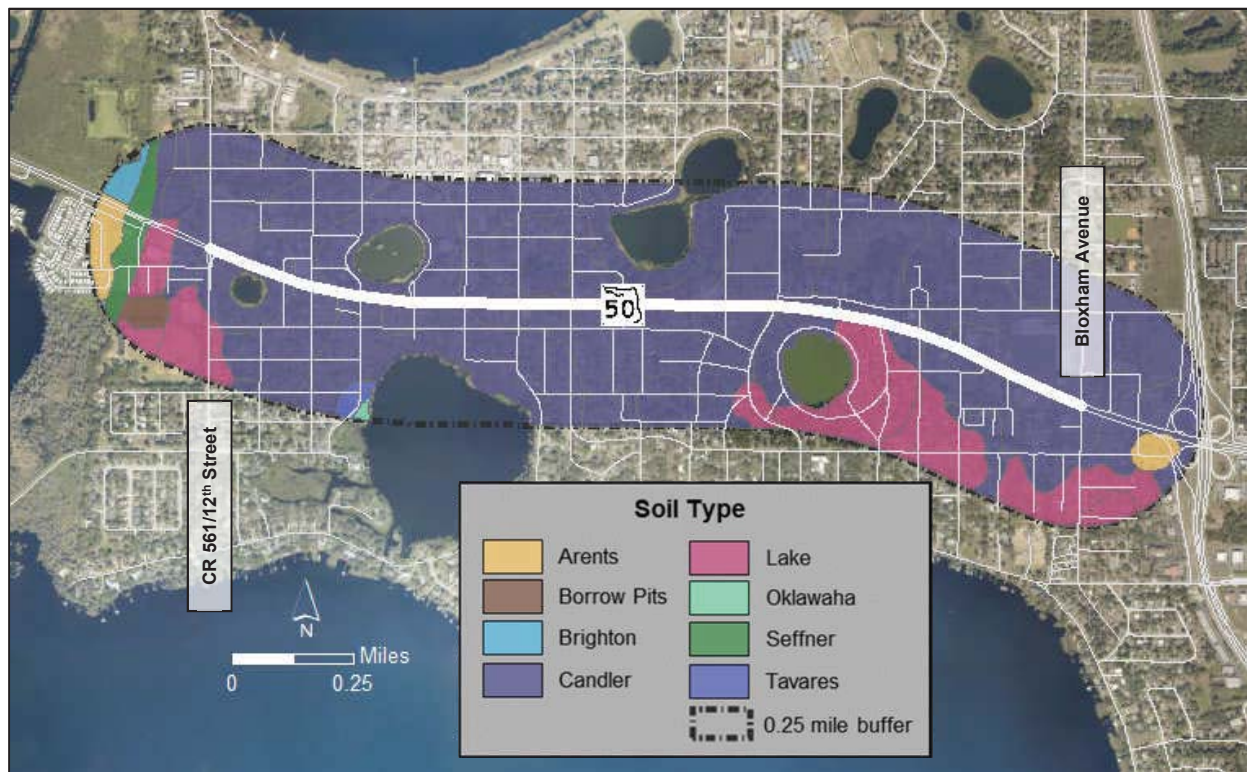 50
Bloxham Avenue
CR 561/12th Street
N
Miles
0 0.25
Soil Type
Arents
Borrow Pits
Brighton
Candler
Lake
Oklawaha
Seffner
Tavares
0.25 mile buffer